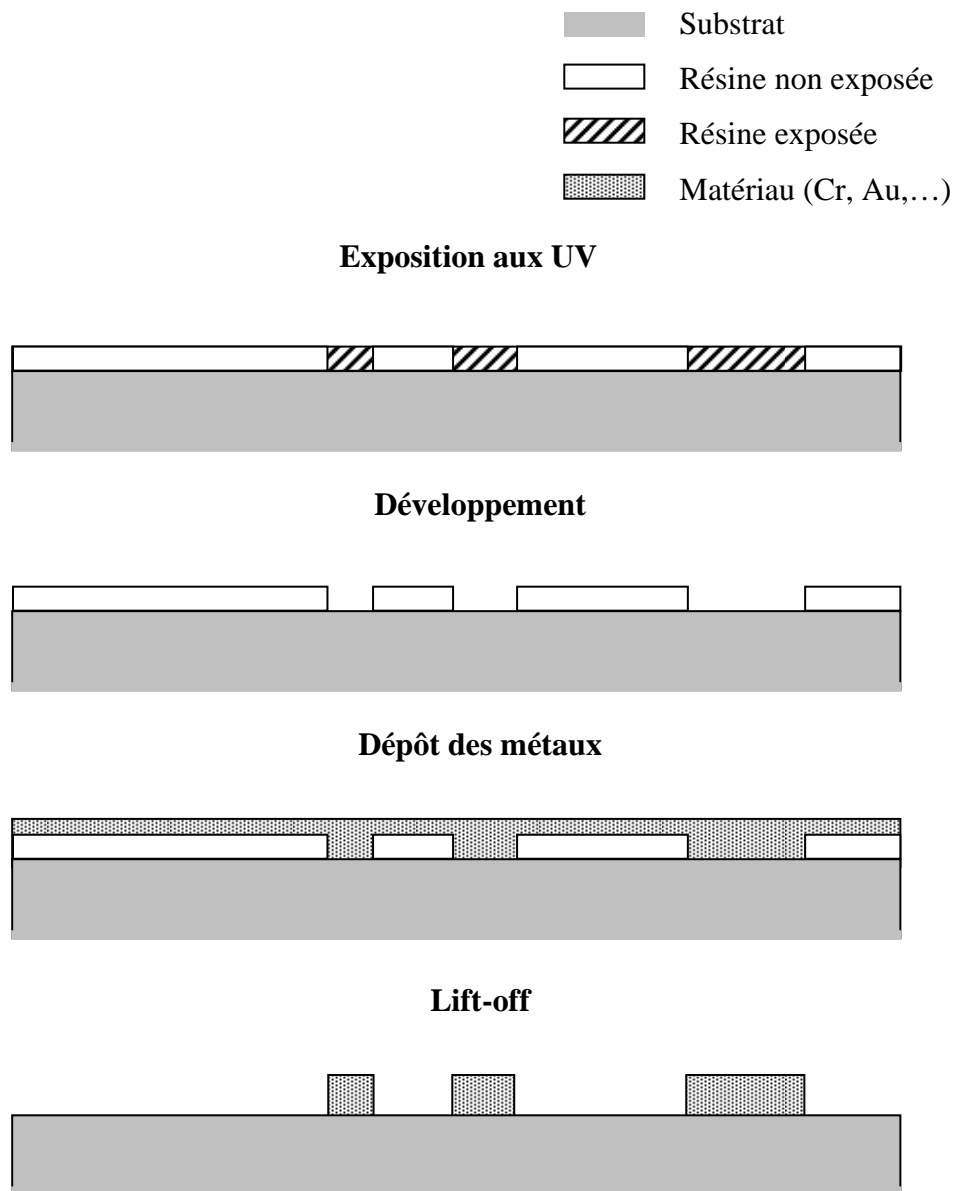 Substrat
Résine non exposée
Résine exposée
Matériau (Cr, Au,…)
Exposition aux UV
Développement
Dépôt des métaux
Lift-off